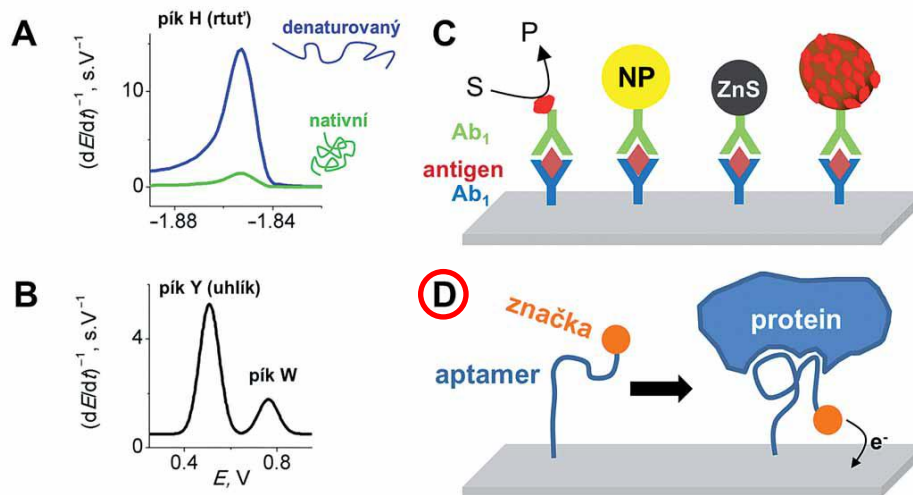 A
pík H (rtuť)
denaturovaný
nativní
(dE/dt)⁻¹, s.V⁻¹
10
0
−1.88
−1.84
B
pík Y (uhlík)
pík W
(dE/dt)⁻¹, s.V⁻¹
4
0
0.4
0.8
E, V
C
P
S
NP
ZnS
Ab₁
antigen
Ab₁
D
značka
aptamer
protein
e⁻